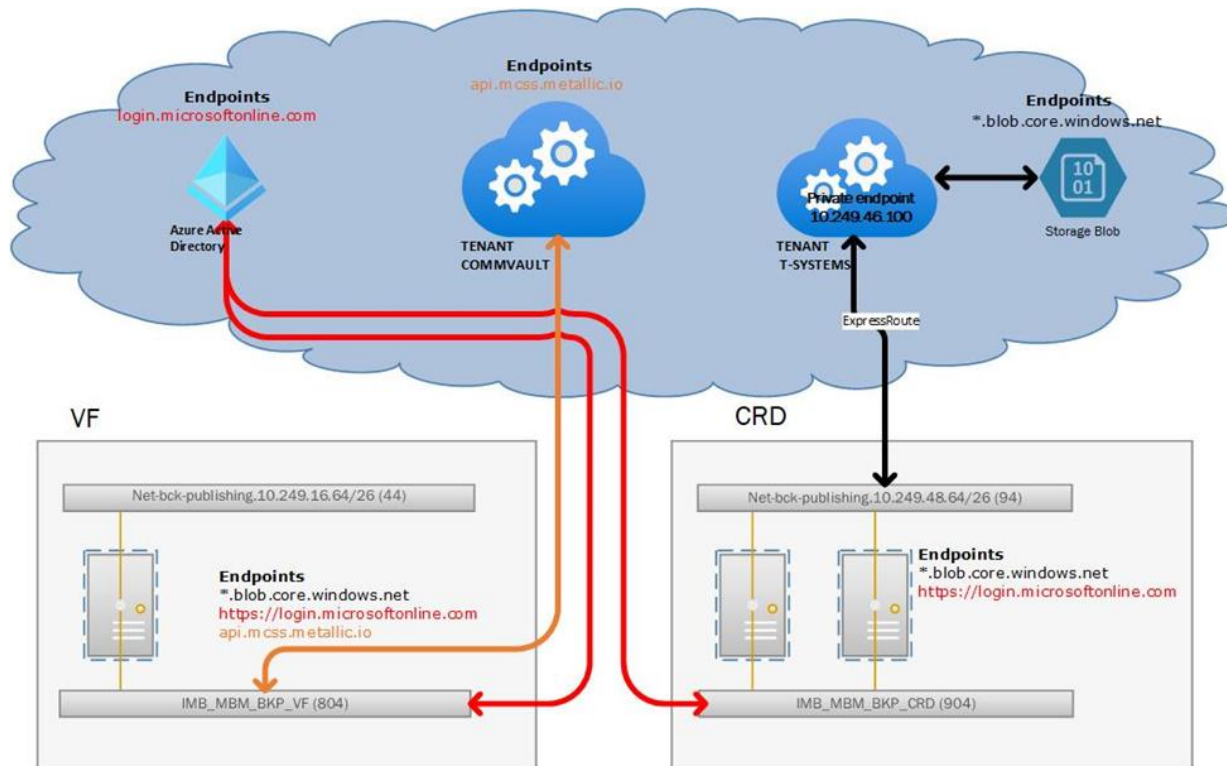 Endpoints
login.microsoftonline.com
Azure Active
Directory
Endpoints
api.mcss.metallic.io
TENANT
COMMVAULT
Private endpoint
10.249.46.100
TENANT
T-SYSTEMS
Endpoints
*.blob.core.windows.net
10
01
Storage Blob
ExpressRoute
VF
Net-bck-publishing.10.249.16.64/26 (44)
Endpoints
*.blob.core.windows.net
https://login.microsoftonline.com
api.mcss.metallic.io
IMB_MBM_BKP_VF (804)
CRD
Net-bck-publishing.10.249.48.64/26 (94)
Endpoints
*.blob.core.windows.net
https://login.microsoftonline.com
IMB_MBM_BKP_CRD (904)